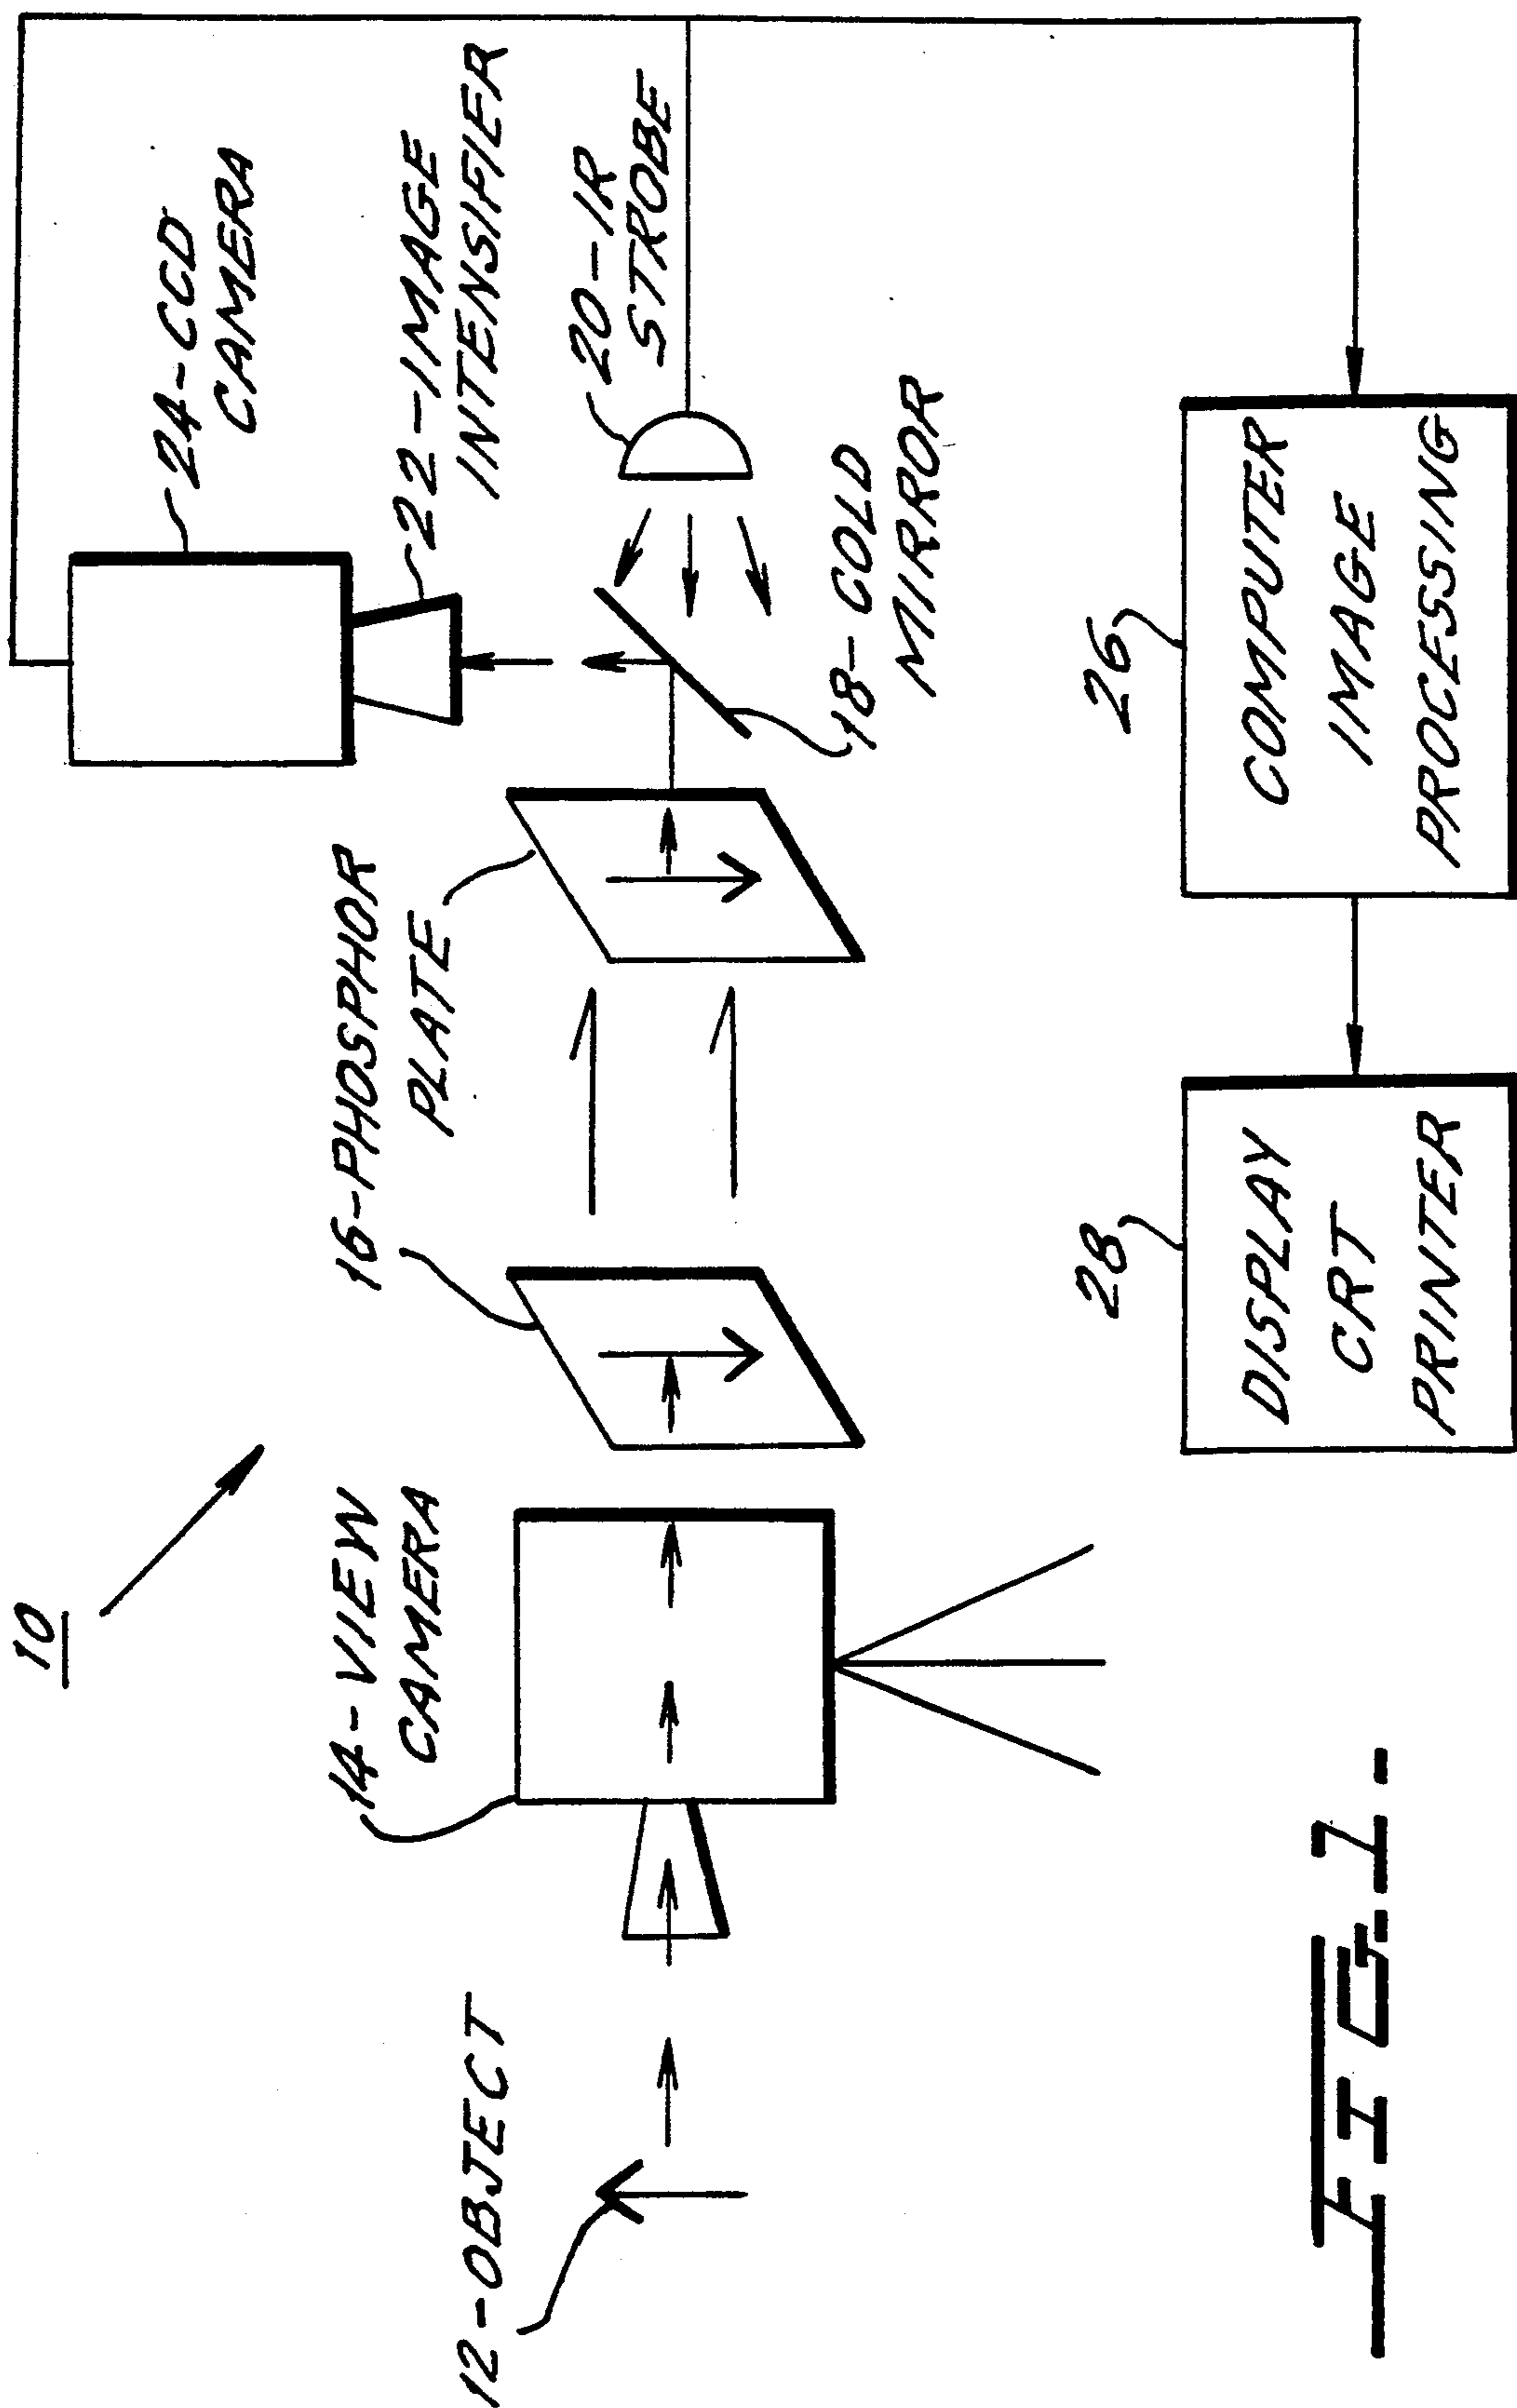 10
12-OBJECT
14-VIEW
CAMERA
16-PHOSPHOR
PLATE
24-CCD
CAMERA
22-IMAGE
INTENSIFIER
20-IR
STROBE
18-COLD
MIRROR
28
DISPLAY
CRT
PRINTER
26
COMPUTER
IMAGE
PROCESSING
FIG-1-